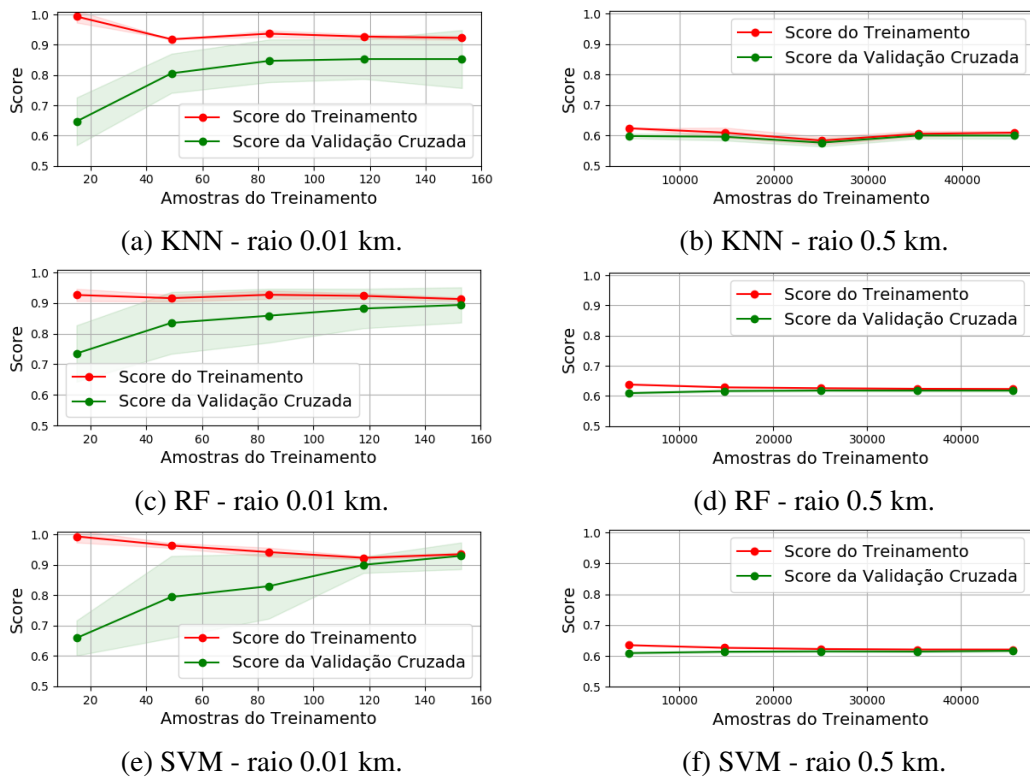 1.0
0.9
0.8
0.7
0.6
0.5
Score
Score do Treinamento
Score da Validação Cruzada
20 40 60 80 100 120 140 160
Amostras do Treinamento
(a) KNN - raio 0.01 km.
1.0
0.9
0.8
0.7
0.6
0.5
Score
Score do Treinamento
Score da Validação Cruzada
10000 20000 30000 40000
Amostras do Treinamento
(b) KNN - raio 0.5 km.
1.0
0.9
0.8
0.7
0.6
0.5
Score
Score do Treinamento
Score da Validação Cruzada
20 40 60 80 100 120 140 160
Amostras do Treinamento
(c) RF - raio 0.01 km.
1.0
0.9
0.8
0.7
0.6
0.5
Score
Score do Treinamento
Score da Validação Cruzada
10000 20000 30000 40000
Amostras do Treinamento
(d) RF - raio 0.5 km.
1.0
0.9
0.8
0.7
0.6
0.5
Score
Score do Treinamento
Score da Validação Cruzada
20 40 60 80 100 120 140 160
Amostras do Treinamento
(e) SVM - raio 0.01 km.
1.0
0.9
0.8
0.7
0.6
0.5
Score
Score do Treinamento
Score da Validação Cruzada
10000 20000 30000 40000
Amostras do Treinamento
(f) SVM - raio 0.5 km.